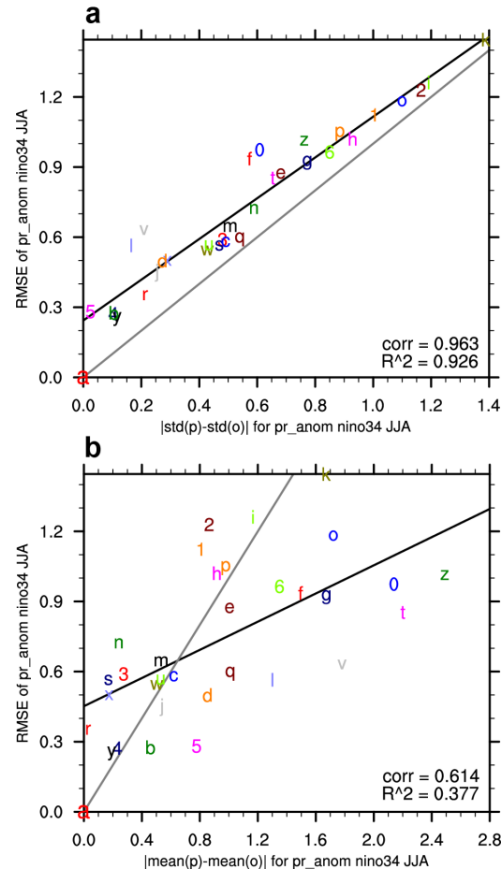 a
RMSE of pr_anom nino34 JJA
1.2
0.9
0.6
0.3
0.0
k
i
2
o
1
p
z
m
6
0
f
g
e
t
n
m
q
3
c
s
u
w
v
l
d
x
j
r
5
4
b
y
a
corr = 0.963
R^2 = 0.926
0.0 0.2 0.4 0.6 0.8 1.0 1.2 1.4
|std(p)-std(o)| for pr_anom nino34 JJA
b
RMSE of pr_anom nino34 JJA
1.2
0.9
0.6
0.3
0.0
k
i
2
o
1
p
h
z
6
0
f
g
e
t
n
m
v
q
3
c
s
u
w
l
x
d
j
r
y
4
b
5
a
corr = 0.614
R^2 = 0.377
0.0 0.4 0.8 1.2 1.6 2.0 2.4 2.8
|mean(p)-mean(o)| for pr_anom nino34 JJA